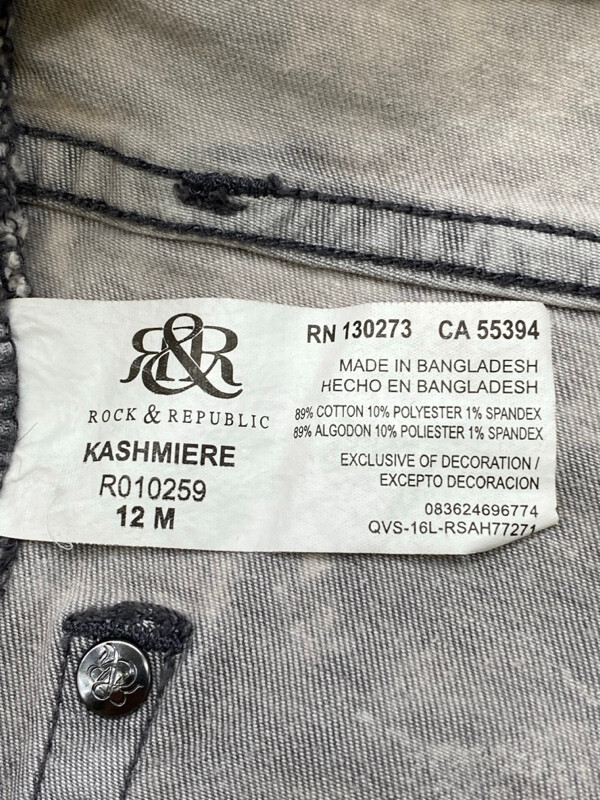 R&R
ROCK & REPUBLIC
KASHMIERE
R010259
12 M
RN 130273 CA 55394
MADE IN BANGLADESH
HECHO EN BANGLADESH
89% COTTON 10% POLYESTER 1% SPANDEX
89% ALGODON 10% POLIESTER 1% SPANDEX
EXCLUSIVE OF DECORATION /
EXCEPTO DECORACION
083624696774
QVS-16L-RSAH77271